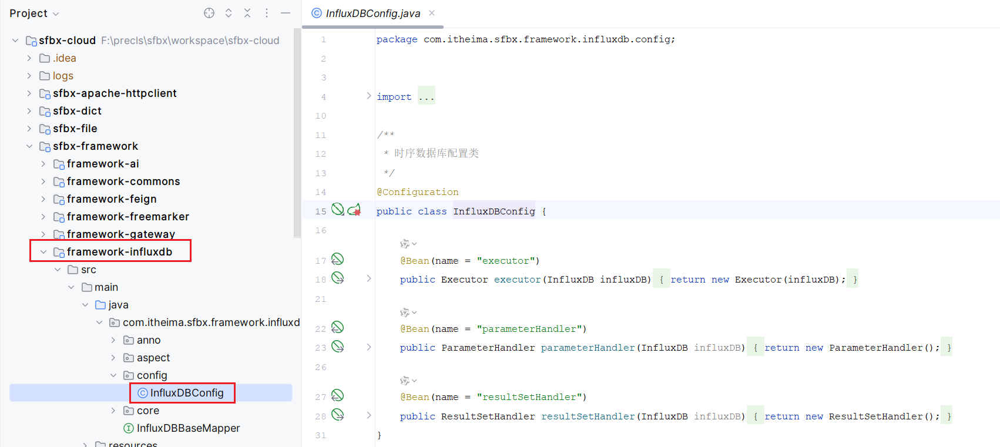 Project
sfbx-cloud F:\precls\sfbx\workspace\sfbx-cloud
.idea
logs
sfbx-apache-httpclient
sfbx-dict
sfbx-file
sfbx-framework
framework-ai
framework-commons
framework-feign
framework-freemarker
framework-gateway
framework-influxdb
src
main
java
com.itheima.sfbx.framework.influxd
anno
aspect
config
InfluxDBConfig
core
InfluxDBBaseMapper
resources
InfluxDBConfig.java
1 package com.itheima.sfbx.framework.influxdb.config;
2
3
4 import ...
10
11 /**
12 * 时序数据库配置类
13 */
14 @Configuration
15 public class InfluxDBConfig {
16
17 @Bean(name = "executor")
18 public Executor executor(InfluxDB influxDB) { return new Executor(influxDB); }
21
22 @Bean(name = "parameterHandler")
23 public ParameterHandler parameterHandler(InfluxDB influxDB) { return new ParameterHandler(); }
26
27 @Bean(name = "resultSetHandler")
28 public ResultSetHandler resultSetHandler(InfluxDB influxDB) { return new ResultSetHandler(); }
31 }